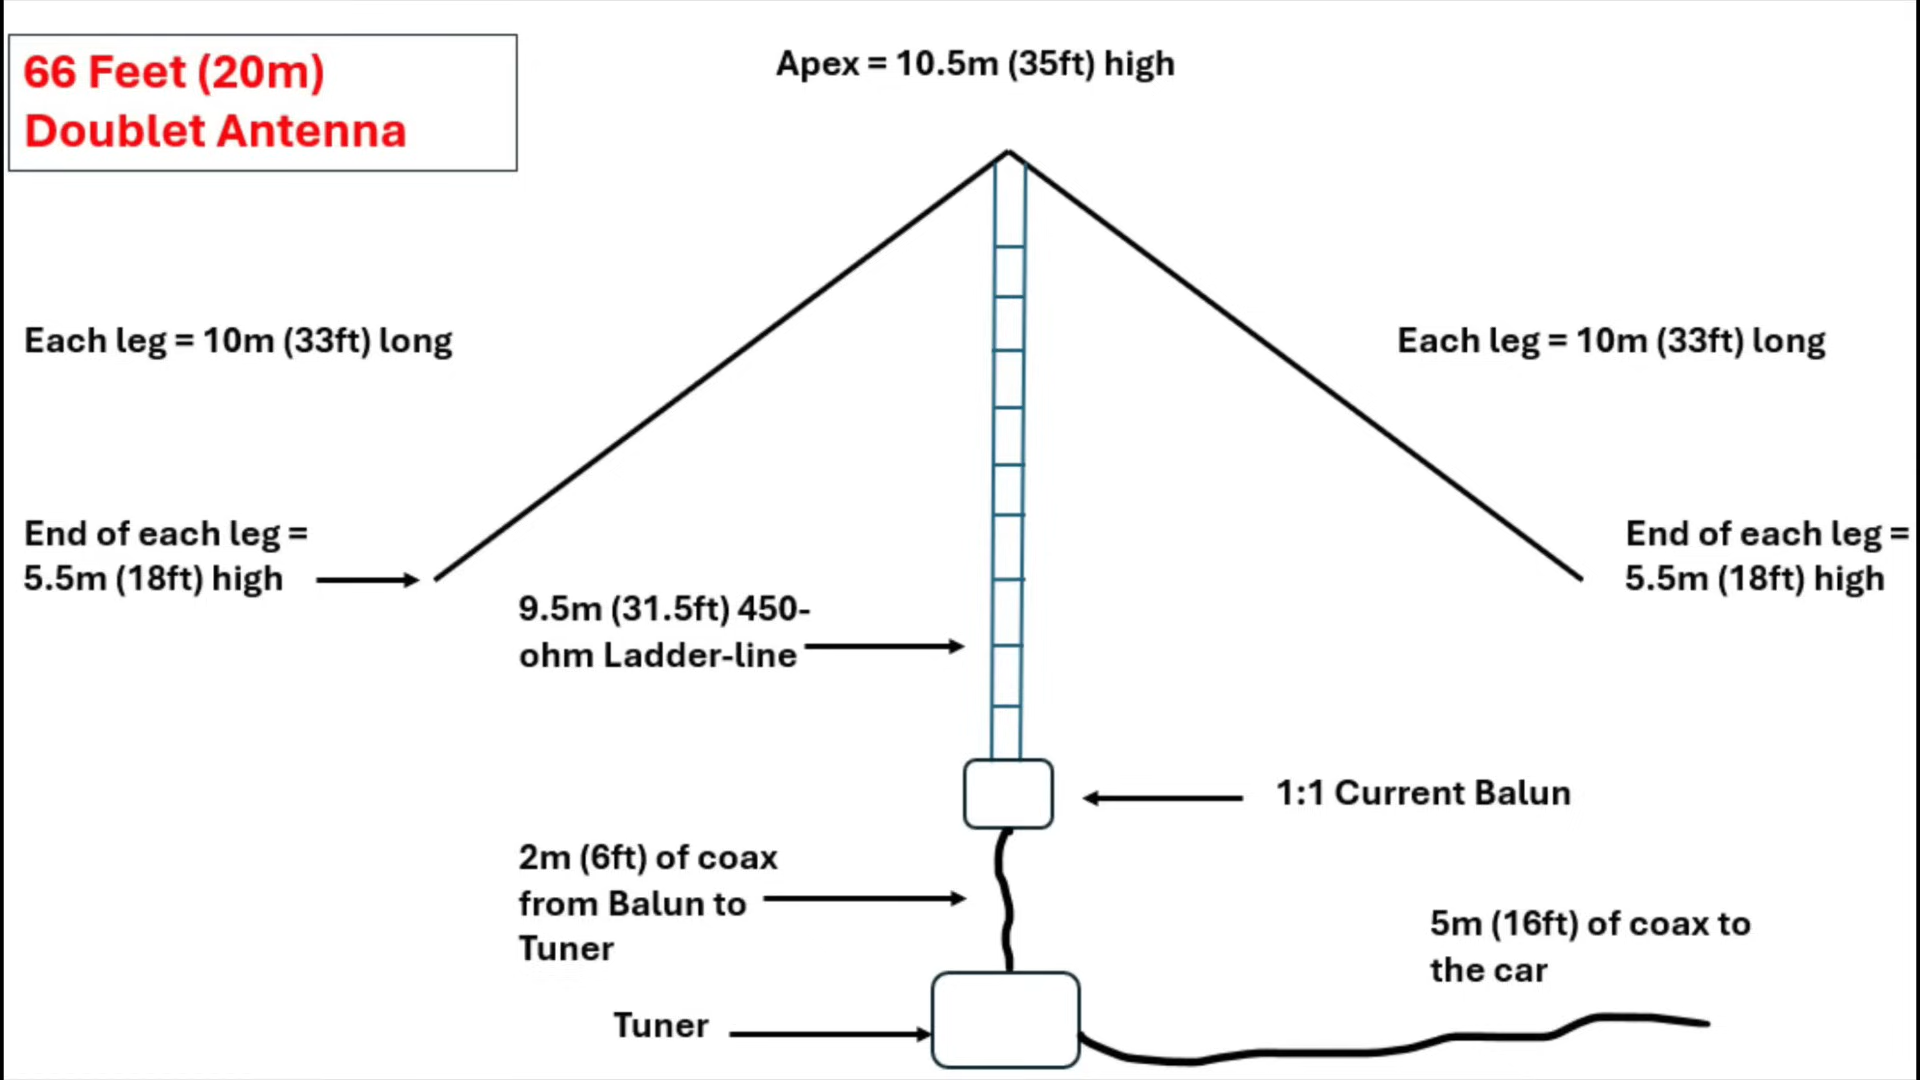 66 Feet (20m)
Doublet Antenna
Apex = 10.5m (35ft) high
Each leg = 10m (33ft) long
Each leg = 10m (33ft) long
End of each leg =
5.5m (18ft) high
End of each leg =
5.5m (18ft) high
9.5m (31.5ft) 450-
ohm Ladder-line
1:1 Current Balun
2m (6ft) of coax
from Balun to
Tuner
5m (16ft) of coax to
the car
Tuner